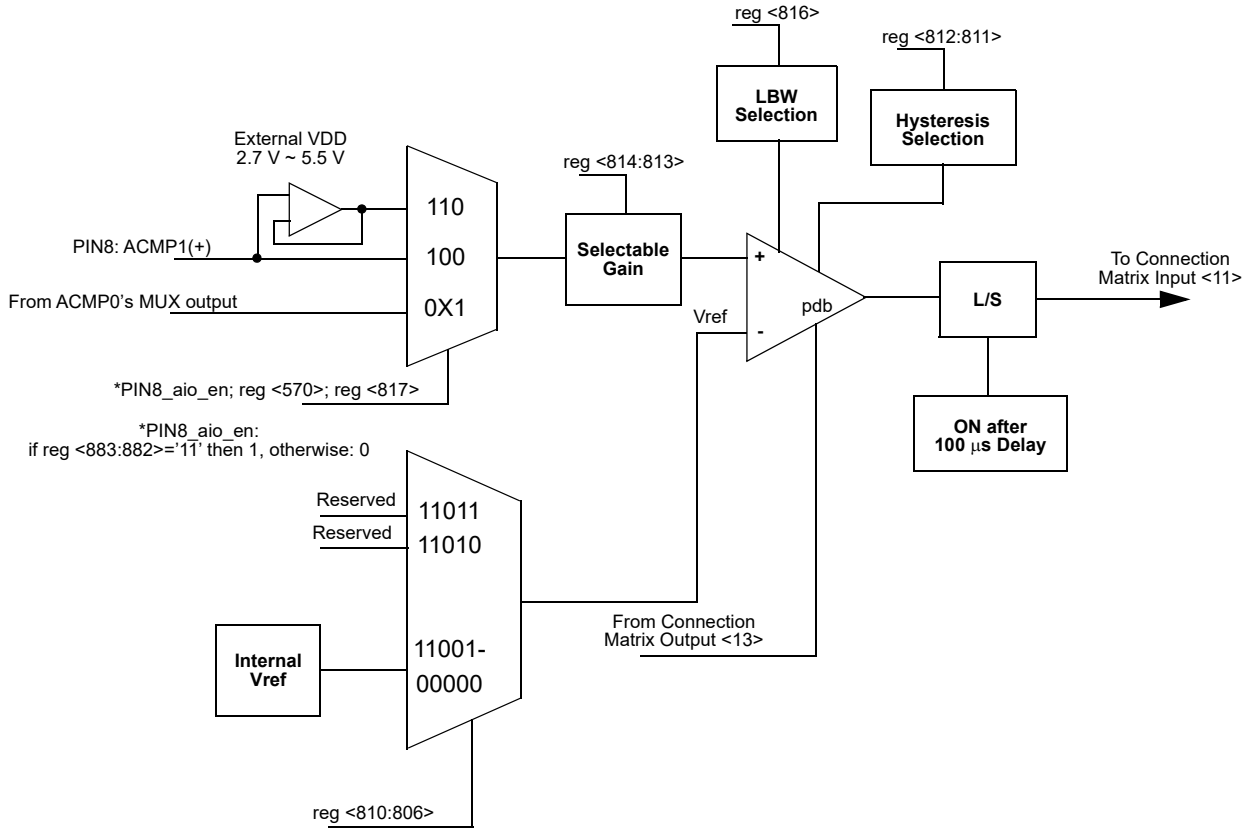 reg <816>
reg <812:811>
LBW
Selection
Hysteresis
Selection
External VDD
2.7 V ~ 5.5 V
reg <814:813>
110
PIN8: ACMP1(+)
100
Selectable
Gain
+
To Connection
Matrix Input <11>
From ACMP0's MUX output
0X1
Vref
pdb
-
L/S
*PIN8_aio_en; reg <570>; reg <817>
*PIN8_aio_en:
if reg <883:882>='11' then 1, otherwise: 0
ON after
100 μs Delay
Reserved
11011
Reserved
11010
From Connection
Matrix Output <13>
Internal
Vref
11001-
00000
reg <810:806>